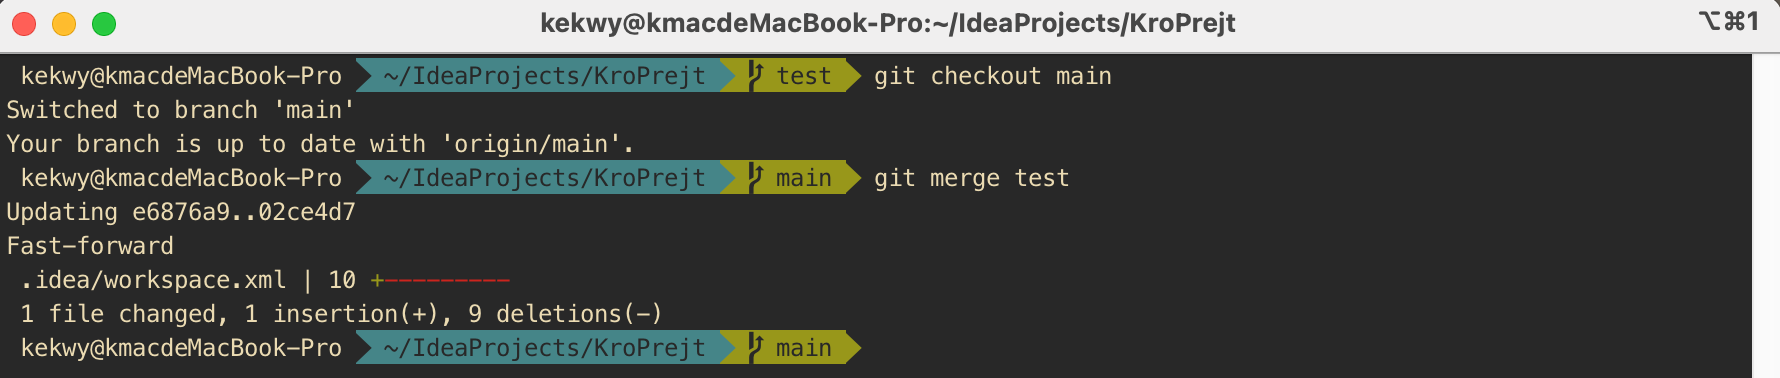 kekwy@kmacdeMacBook-Pro:~/IdeaProjects/KroPrejt ⌥⌘1
kekwy@kmacdeMacBook-Pro ~/IdeaProjects/KroPrejt test git checkout main
Switched to branch 'main'
Your branch is up to date with 'origin/main'.
kekwy@kmacdeMacBook-Pro ~/IdeaProjects/KroPrejt main git merge test
Updating e6876a9..02ce4d7
Fast-forward
.idea/workspace.xml | 10 +---------
1 file changed, 1 insertion(+), 9 deletions(-)
kekwy@kmacdeMacBook-Pro ~/IdeaProjects/KroPrejt main